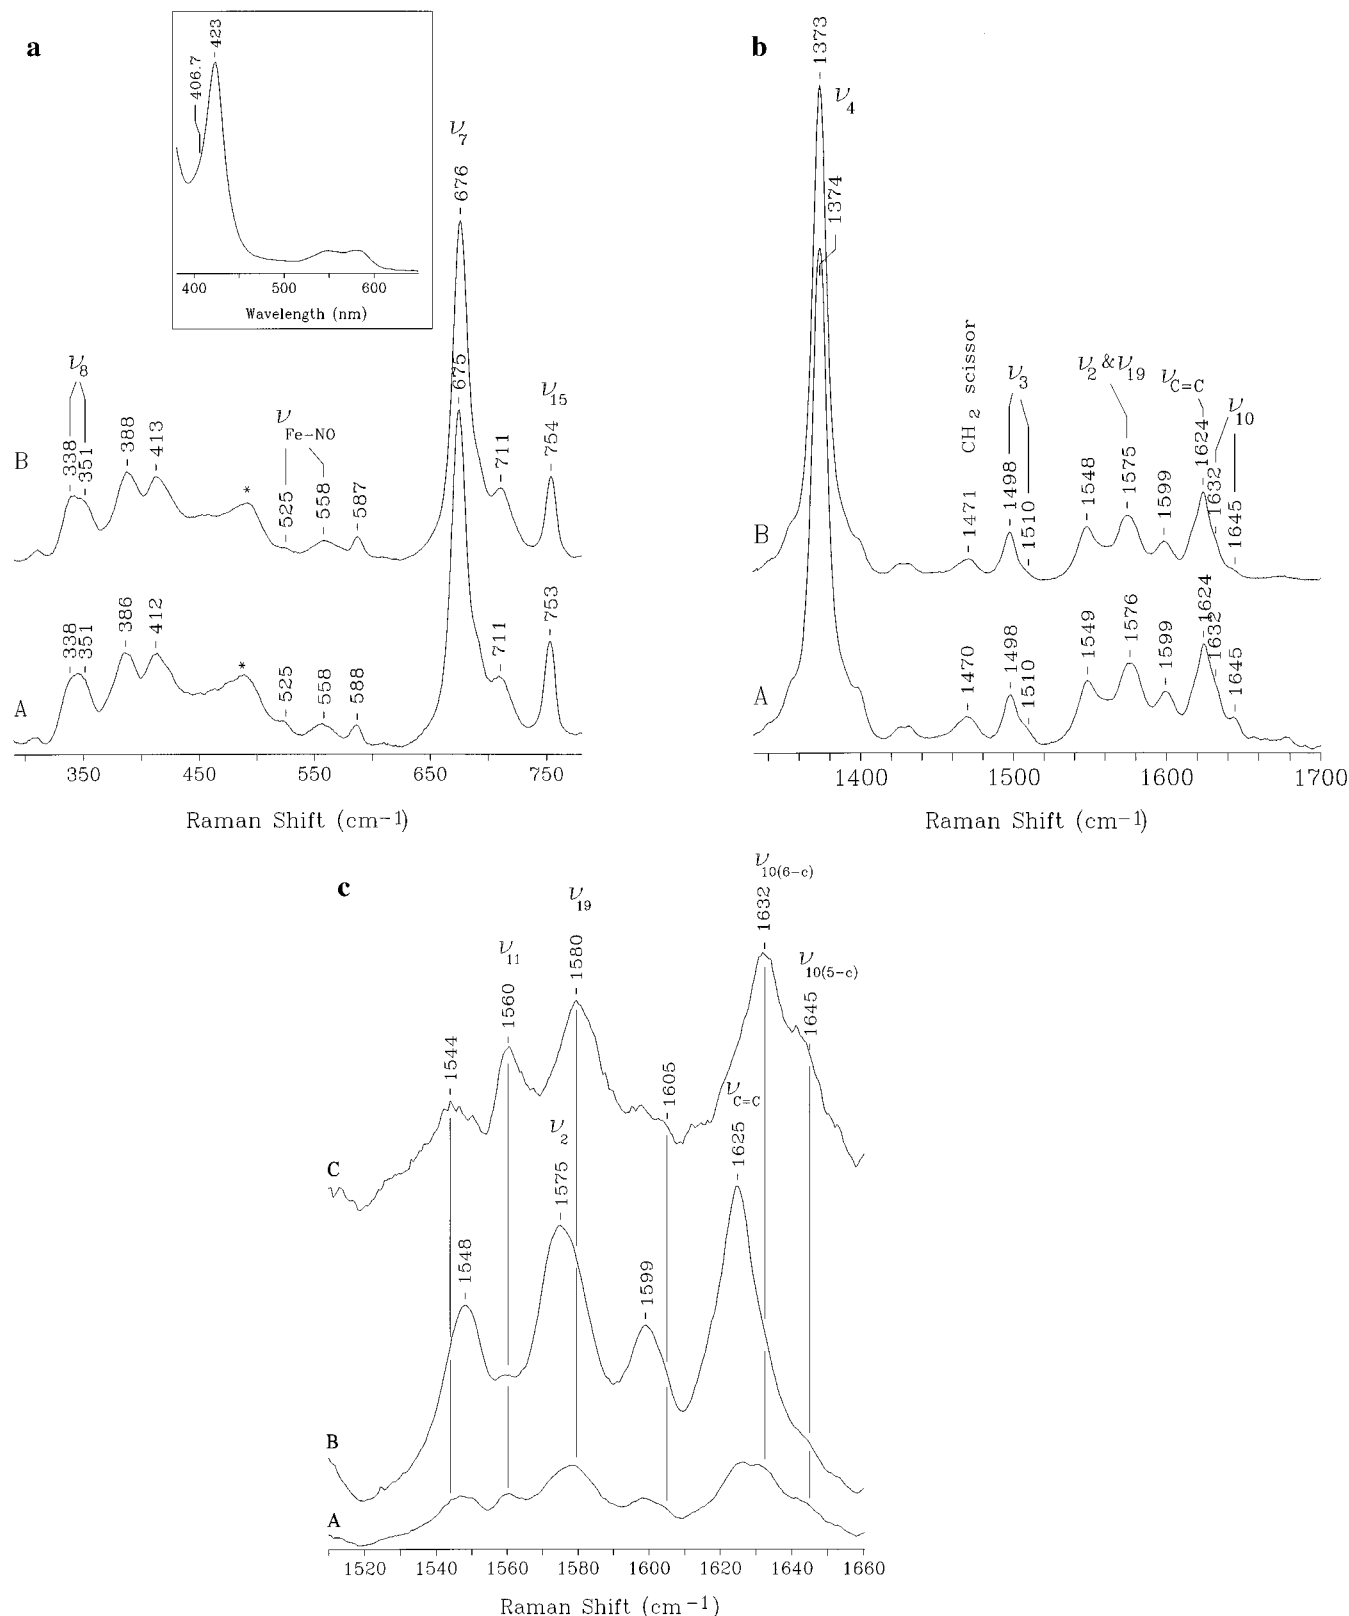 a
406.7
423
400 500 600
Wavelength (nm)
ν7
676
675
ν8
ν Fe-NO
ν15
B
338
351
388
413
*
525
558
587
711
754
A
338
351
386
412
*
525
558
588
711
753
350 450 550 650 750
Raman Shift (cm-1)
b
1373
ν4
1374
CH2 scissor
ν3
ν2 & ν19
νC=C
ν10
B
1471
1498
1510
1548
1575
1599
1624
1632
1645
A
1470
1498
1510
1549
1576
1599
1624
1632
1645
1400 1500 1600 1700
Raman Shift (cm-1)
c
ν10(6-c)
1632
ν19
1580
ν11
1560
ν10(5-c)
1645
1544
1605
C
νC=C
1625
ν2
1575
1548
1599
B
A
1520 1540 1560 1580 1600 1620 1640 1660
Raman Shift (cm-1)